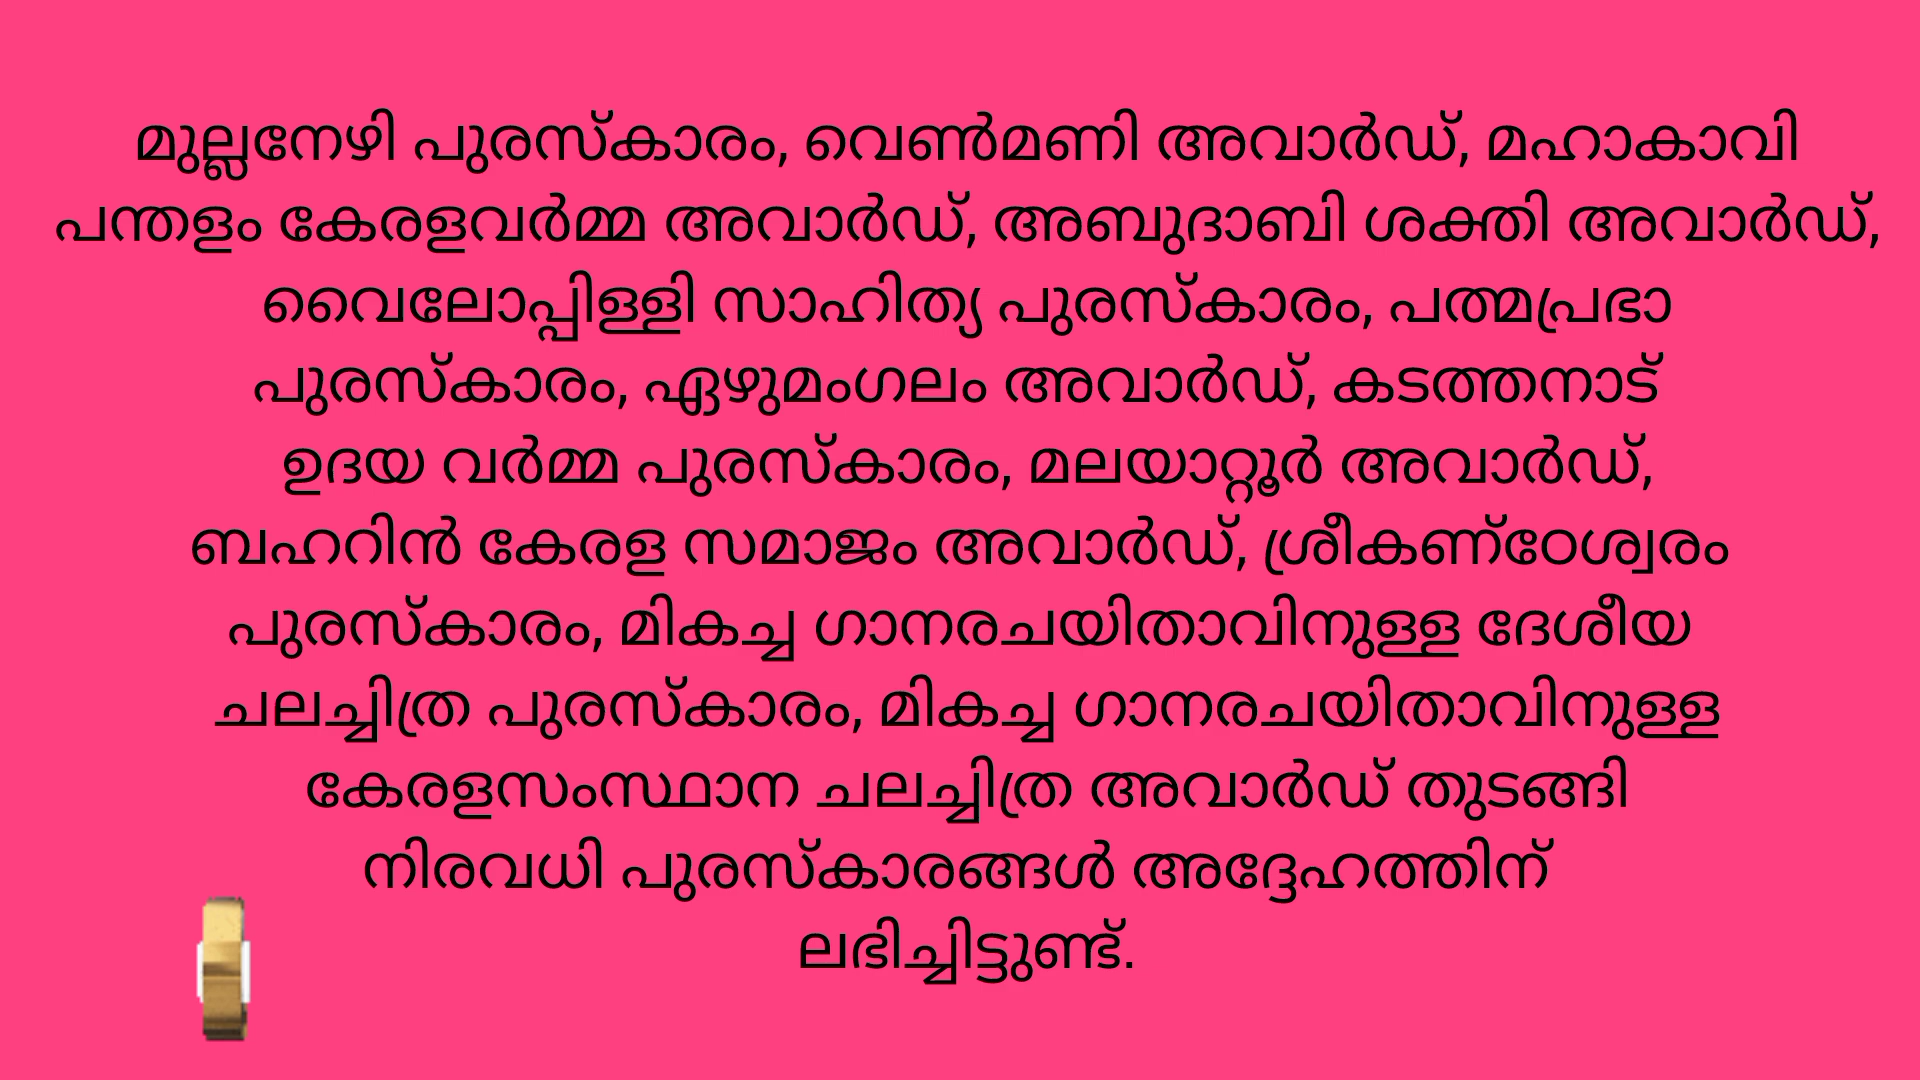 മുല്ലനേഴി പുരസ്കാരം, വെൺമണി അവാർഡ്, മഹാകാവി
പന്തളം കേരളവർമ്മ അവാർഡ്, അബുദാബി ശക്തി അവാർഡ്,
വൈലോപ്പിള്ളി സാഹിത്യ പുരസ്കാരം, പത്മപ്രഭാ
പുരസ്കാരം, ഏഴുമംഗലം അവാർഡ്, കടത്തനാട്
ഉദയ വർമ്മ പുരസ്കാരം, മലയാറ്റൂർ അവാർഡ്,
ബഹറിൻ കേരള സമാജം അവാർഡ്, ശ്രീകണ്ഠേശ്വരം
പുരസ്കാരം, മികച്ച ഗാനരചയിതാവിനുള്ള ദേശീയ
ചലച്ചിത്ര പുരസ്കാരം, മികച്ച ഗാനരചയിതാവിനുള്ള
കേരളസംസ്ഥാന ചലച്ചിത്ര അവാർഡ് തുടങ്ങി
നിരവധി പുരസ്കാരങ്ങൾ അദ്ദേഹത്തിന്
ലഭിച്ചിട്ടുണ്ട്.